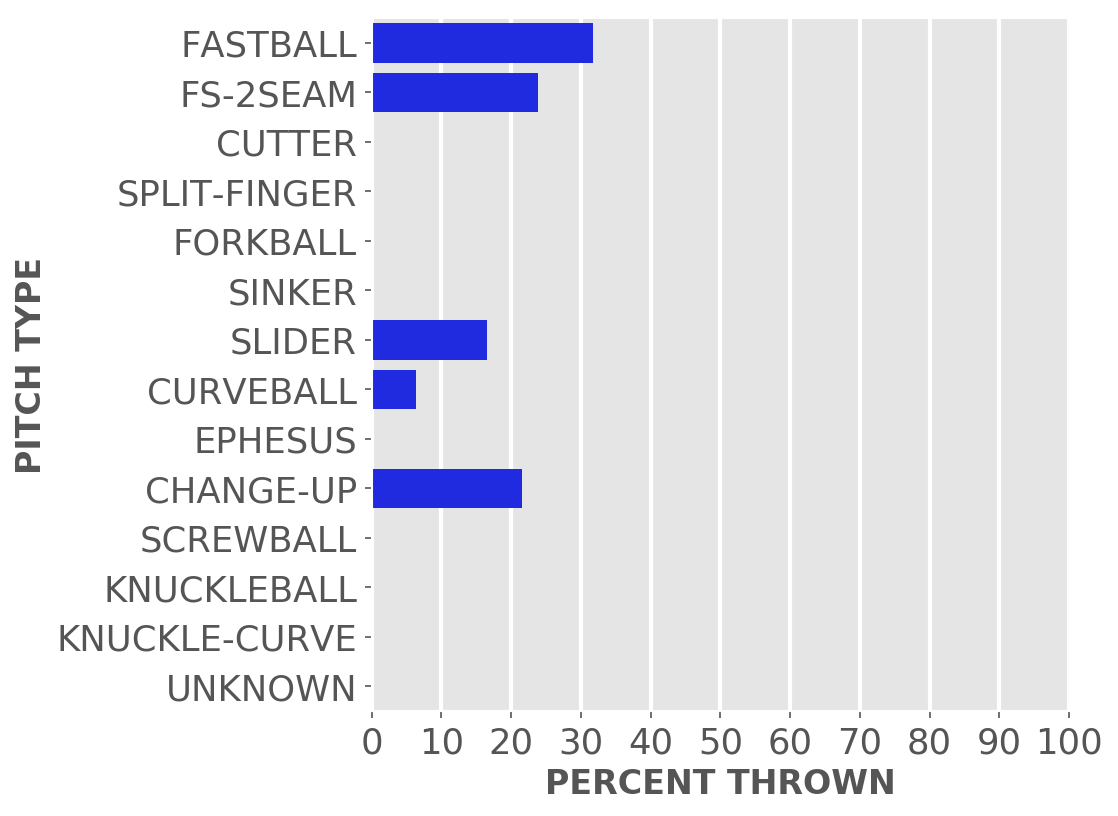 FASTBALL
FS-2SEAM
CUTTER
SPLIT-FINGER
FORKBALL
SINKER
SLIDER
CURVEBALL
EPHESUS
CHANGE-UP
SCREWBALL
KNUCKLEBALL
KNUCKLE-CURVE
UNKNOWN
PITCH TYPE
0 10 20 30 40 50 60 70 80 90 100
PERCENT THROWN